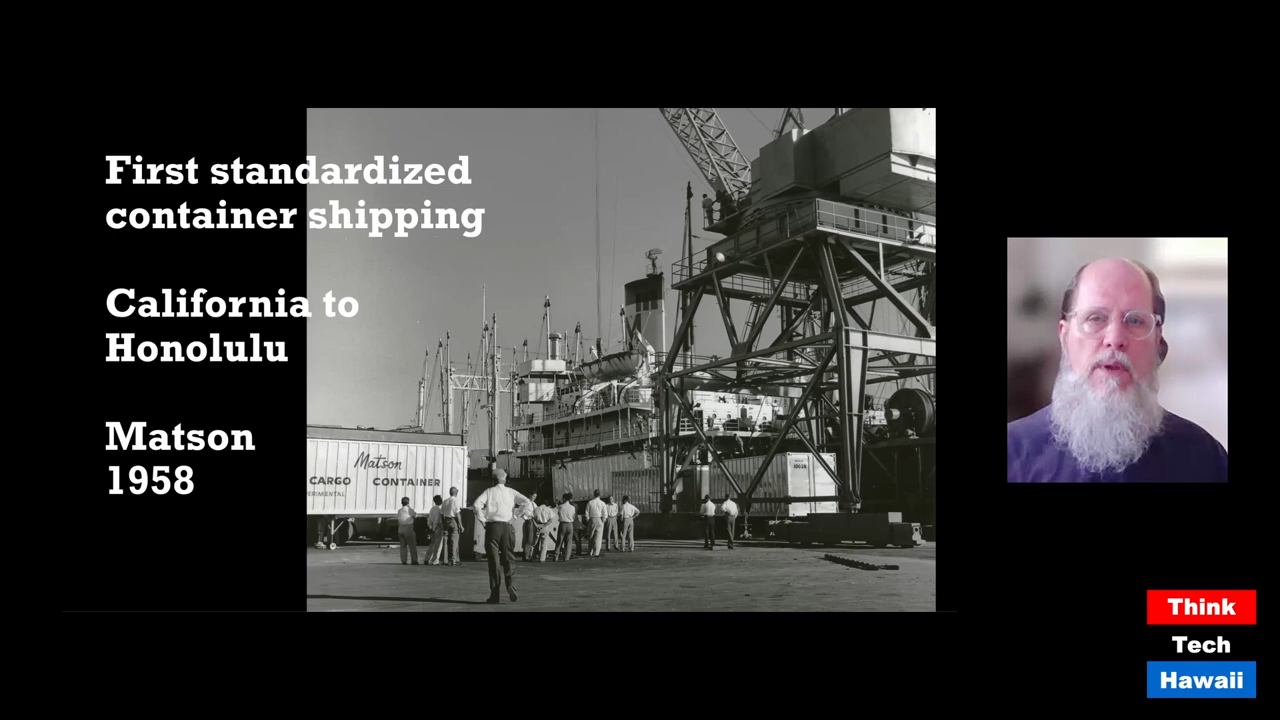 First standardized
container shipping
California to
Honolulu
Matson
1958
Matson
CARGO CONTAINER
Think
Tech
Hawaii